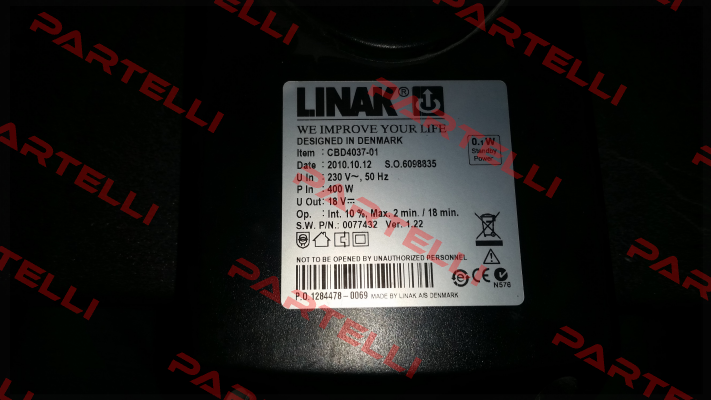 LINAK®
WE IMPROVE YOUR LIFE
DESIGNED IN DENMARK
Item : CBD4037-01
Date : 2010.10.12 S.O.6098835
U In : 230 V~, 50 Hz
P In : 400 W
U Out: 18 V⎓
Op. : Int. 10 %, Max. 2 min. / 18 min.
S.W. P/N.: 0077432 Ver. 1.22
0.1W
Standby
Power
NOT TO BE OPENED BY UNAUTHORIZED PERSONNEL
CE
N576
P.O.1284478-0069 MADE BY LINAK A/S DENMARK
PARTELLI
PARTELLI
PARTELLI
PARTELLI
PARTELLI
PARTELLI
PARTELLI